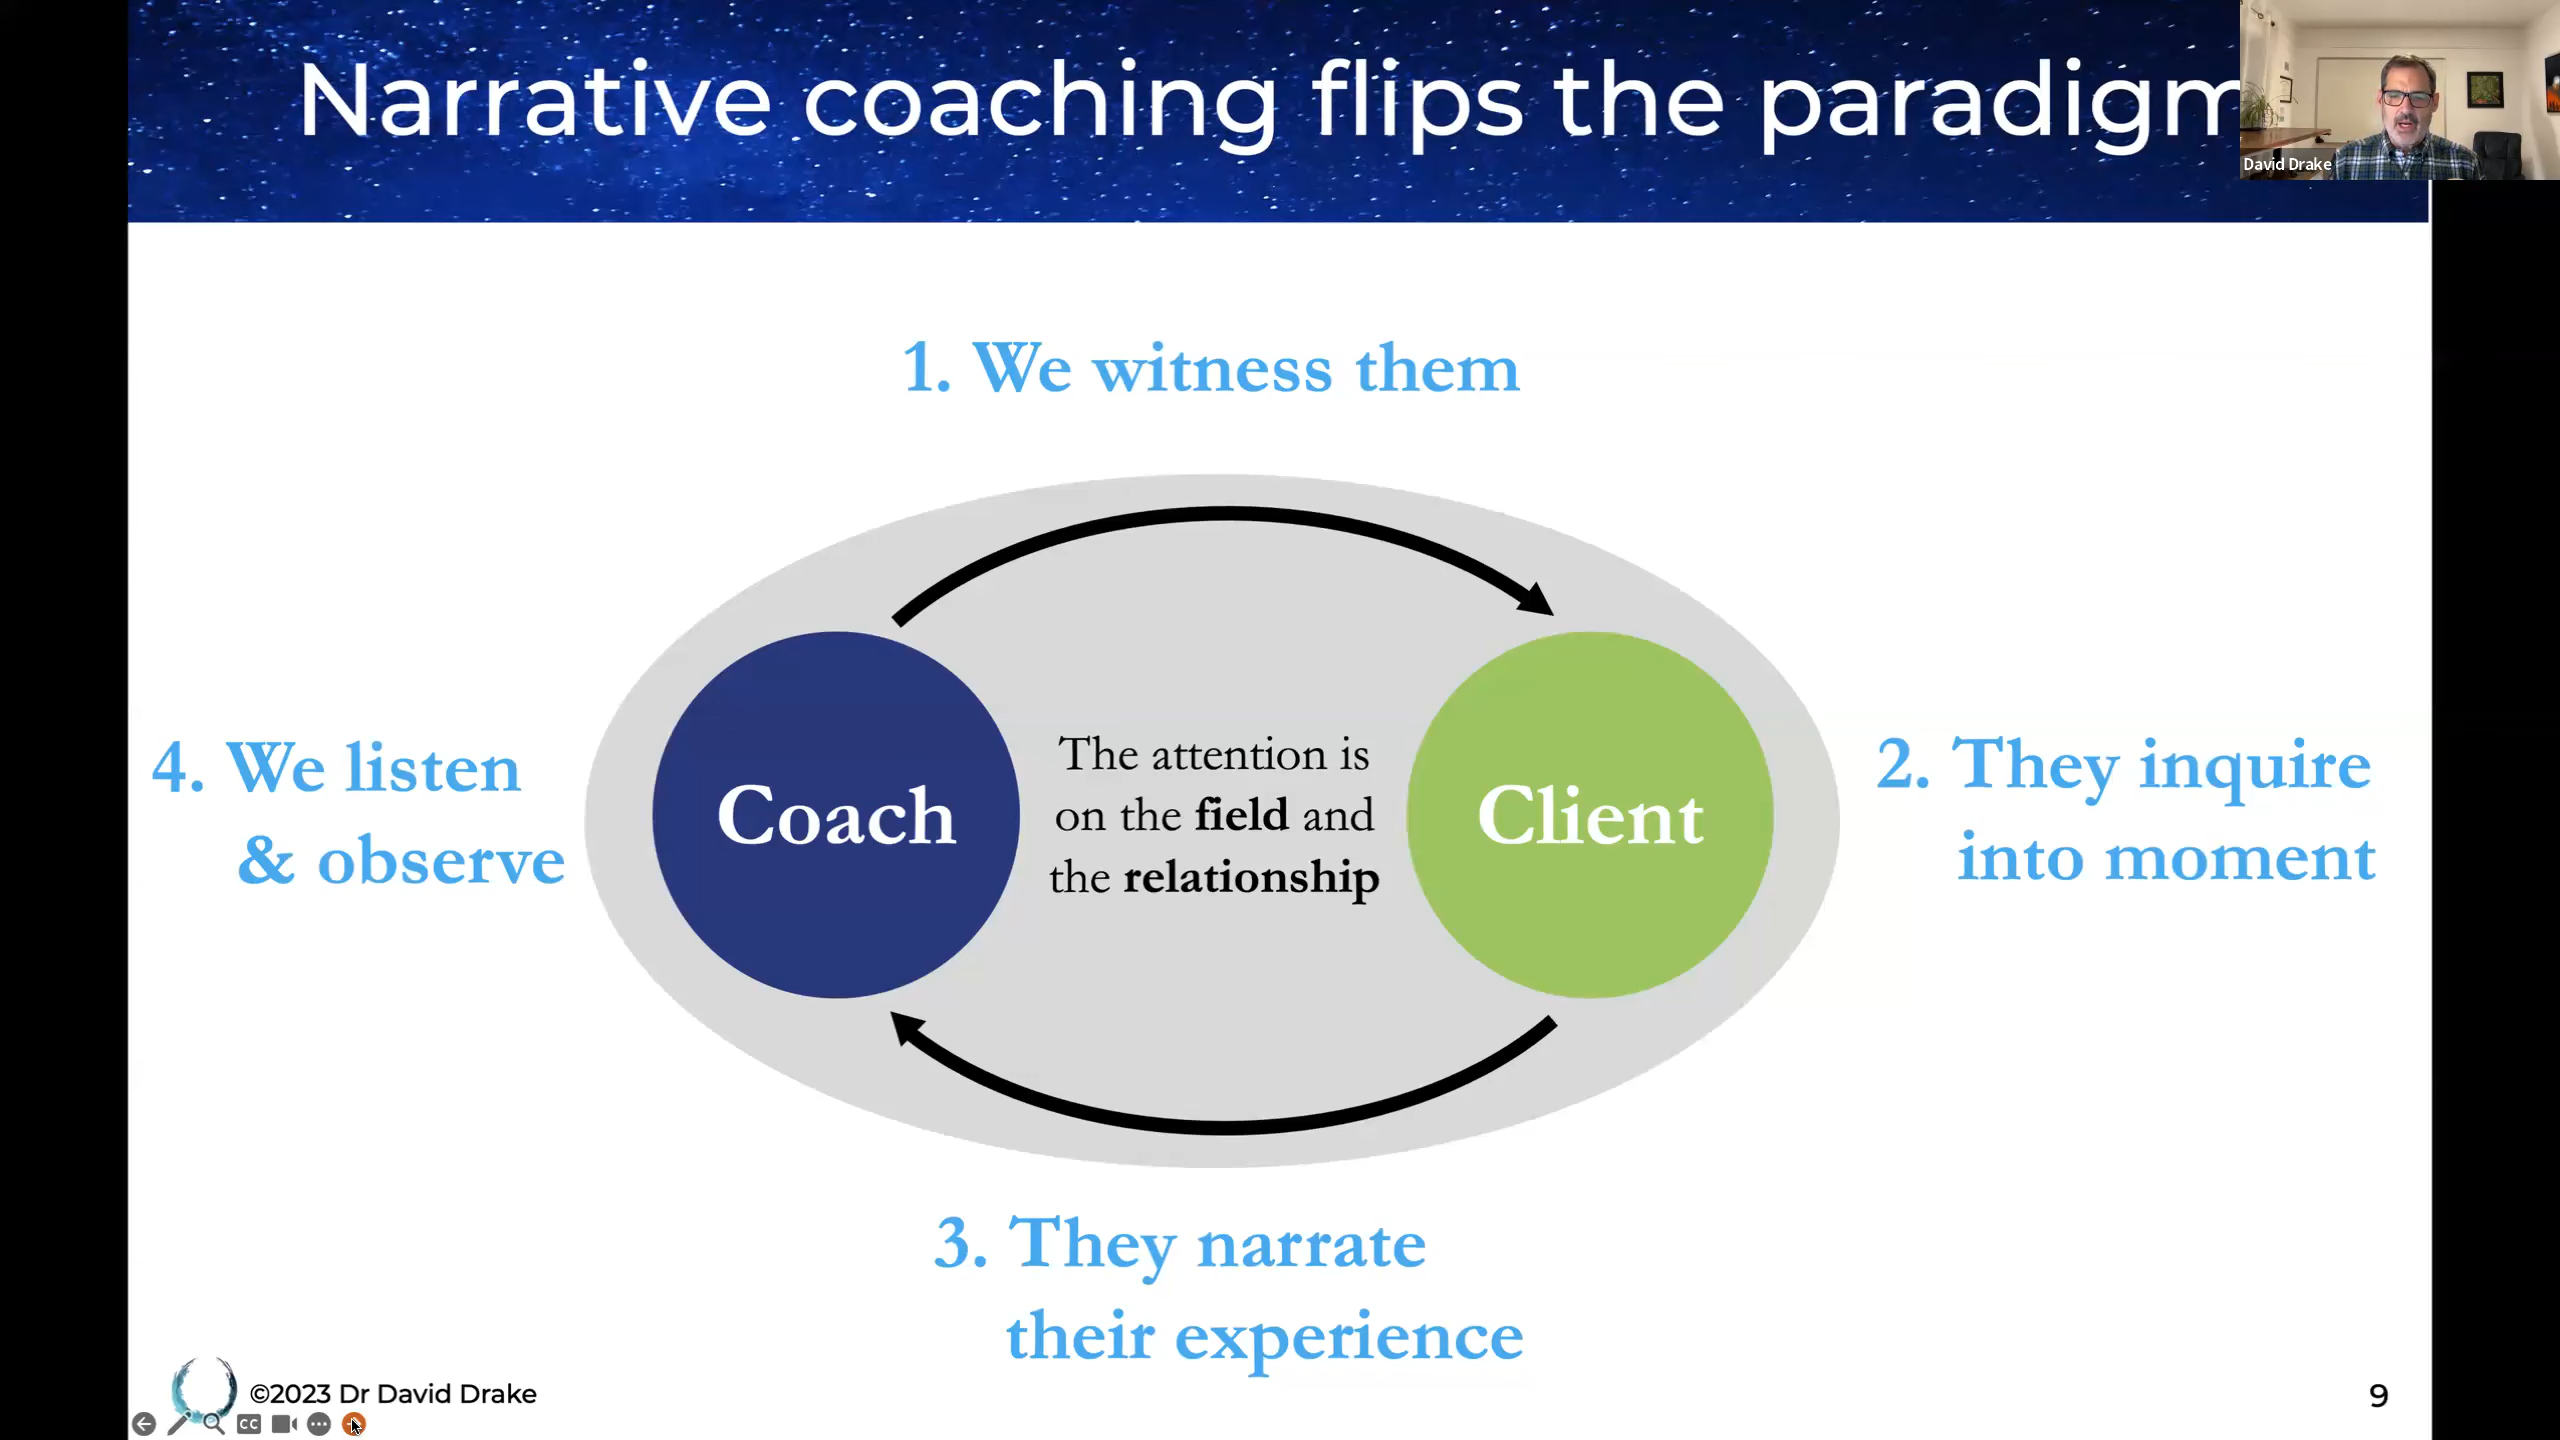 Narrative coaching flips the paradigm
David Drake
1. We witness them
4. We listen
& observe
Coach
The attention is
on the field and
the relationship
Client
2. They inquire
into moment
3. They narrate
their experience
©2023 Dr David Drake
9
CC